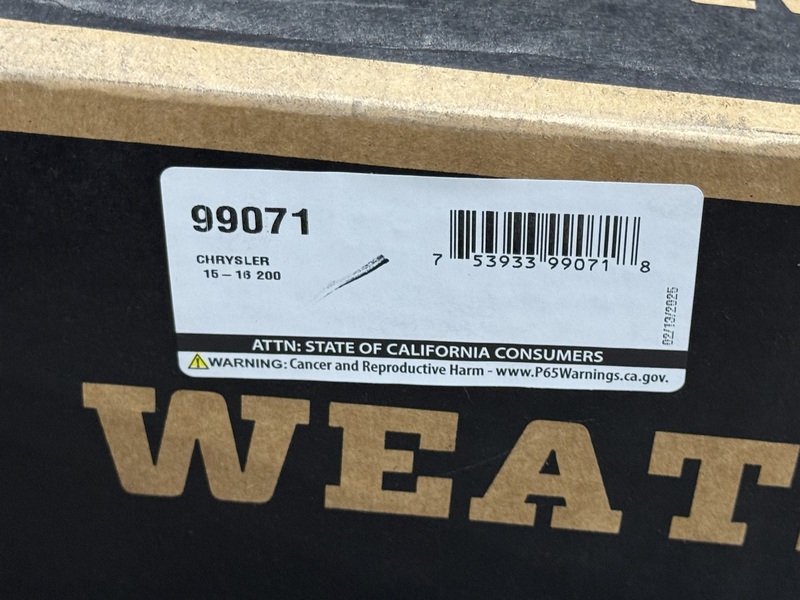 99071
CHRYSLER
15-16 200
7 53933 99071 8
02/13/2025
ATTN: STATE OF CALIFORNIA CONSUMERS
WARNING: Cancer and Reproductive Harm - www.P65Warnings.ca.gov.
WEAT